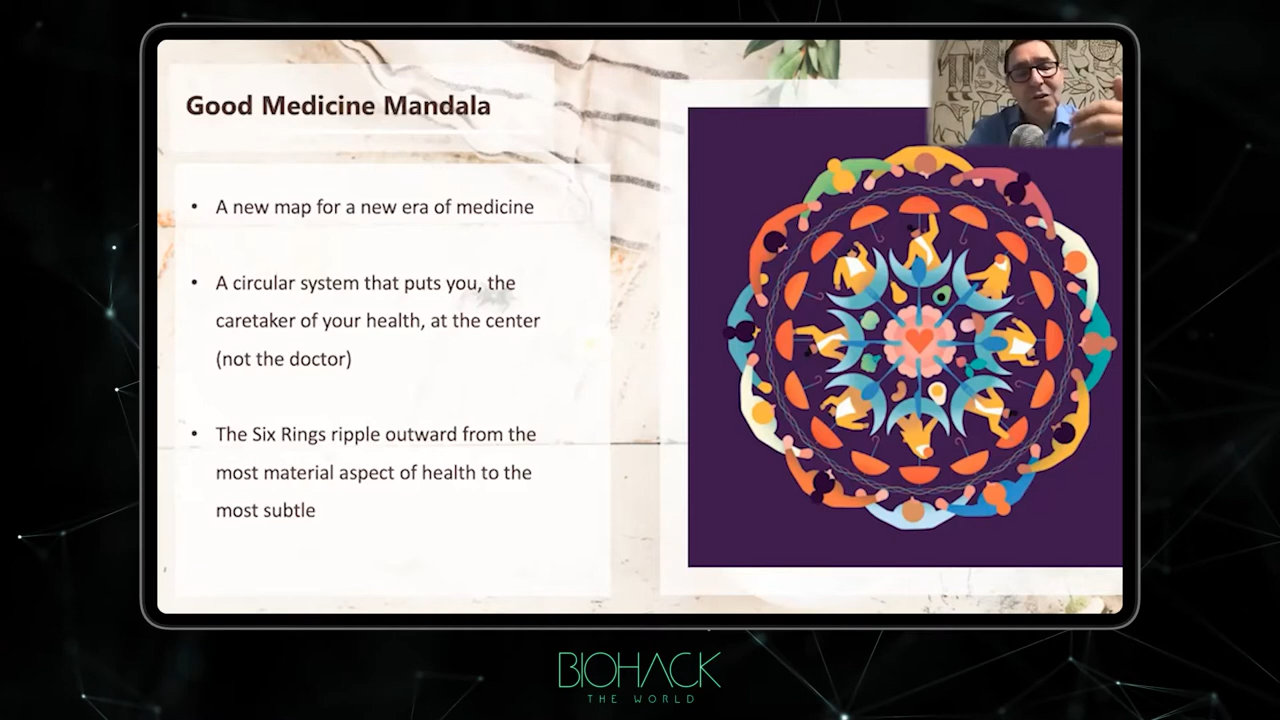 Good Medicine Mandala
• A new map for a new era of medicine
• A circular system that puts you, the
caretaker of your health, at the center
(not the doctor)
• The Six Rings ripple outward from the
most material aspect of health to the
most subtle
BIOHACK
THE WORLD